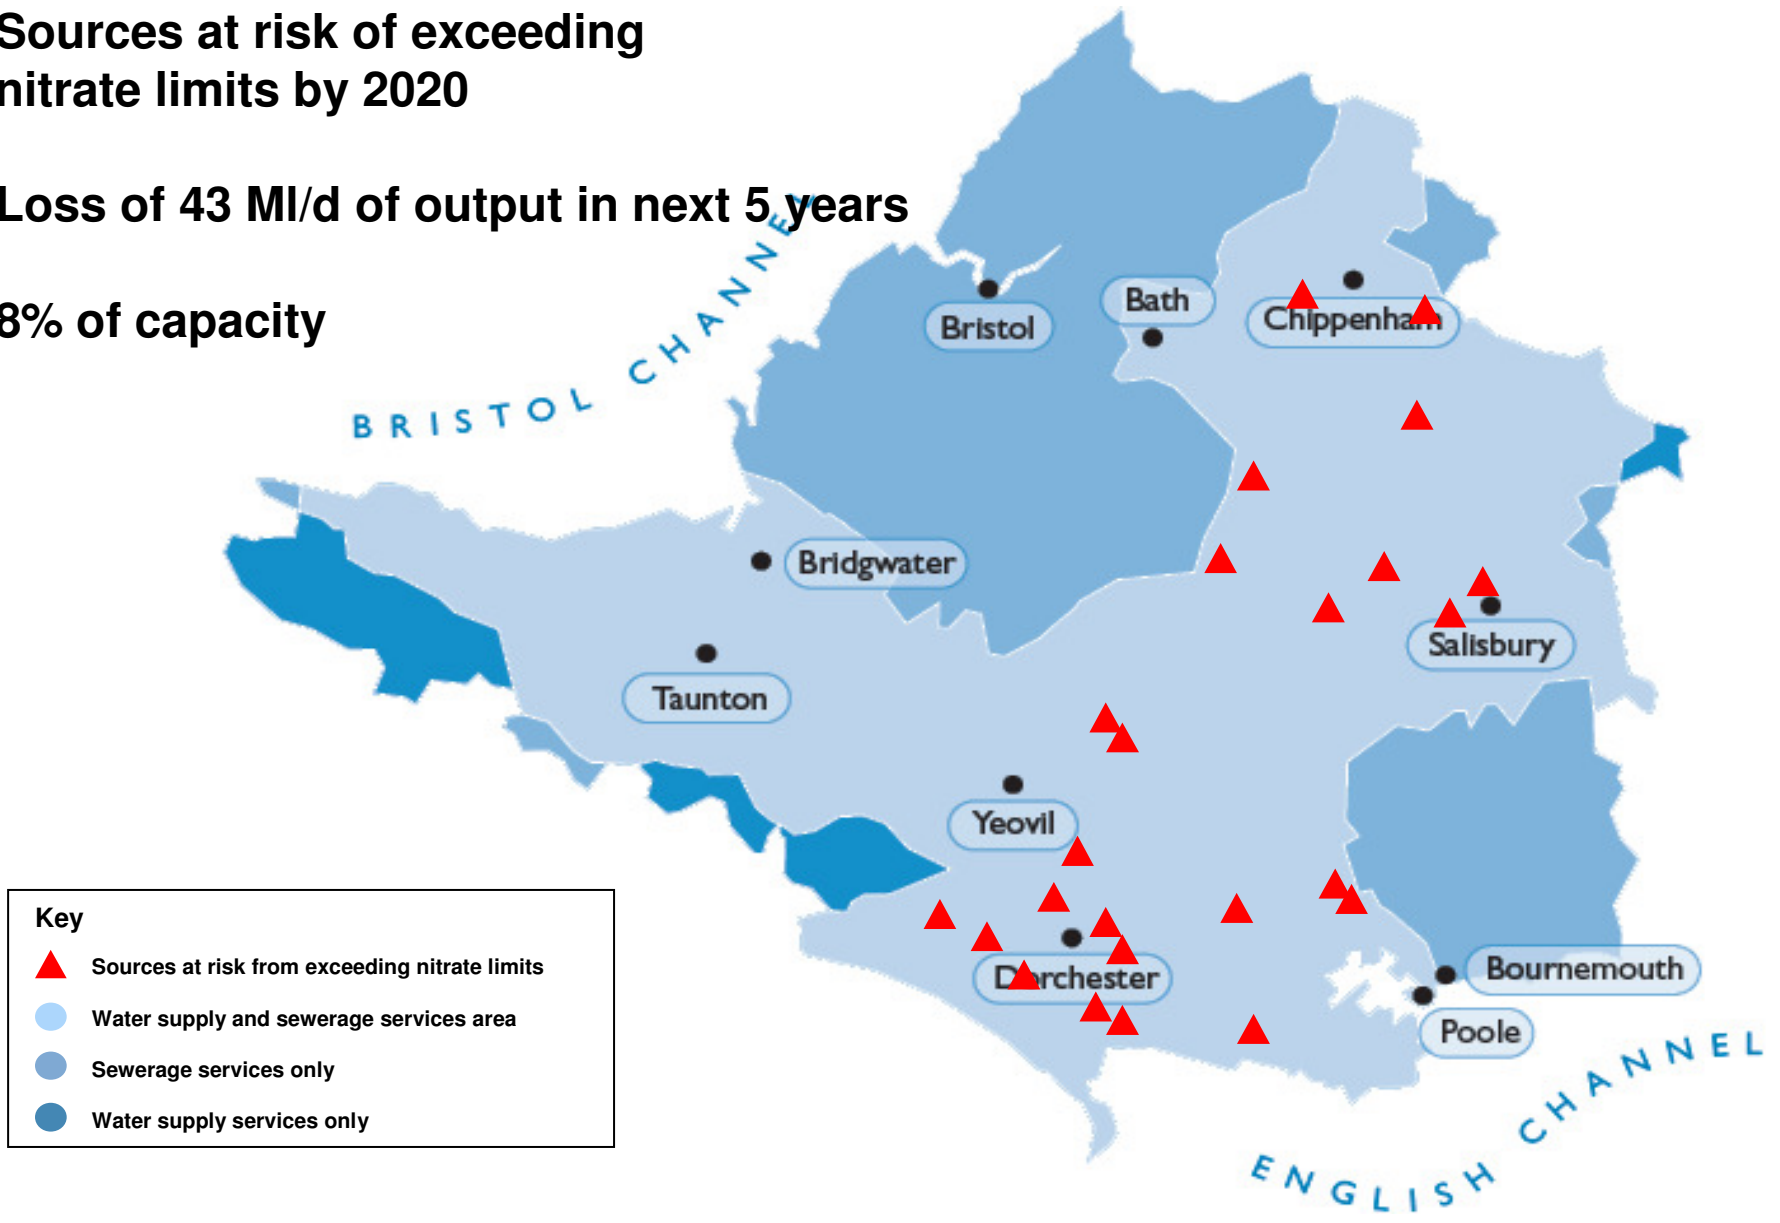 Sources at risk of exceeding
nitrate limits by 2020
Loss of 43 Ml/d of output in next 5 years
8% of capacity
BRISTOL CHANNEL
Bristol
Bath
Chippenham
Bridgwater
Taunton
Salisbury
Yeovil
Dorchester
Bournemouth
Poole
ENGLISH CHANNEL
Key
Sources at risk from exceeding nitrate limits
Water supply and sewerage services area
Sewerage services only
Water supply services only